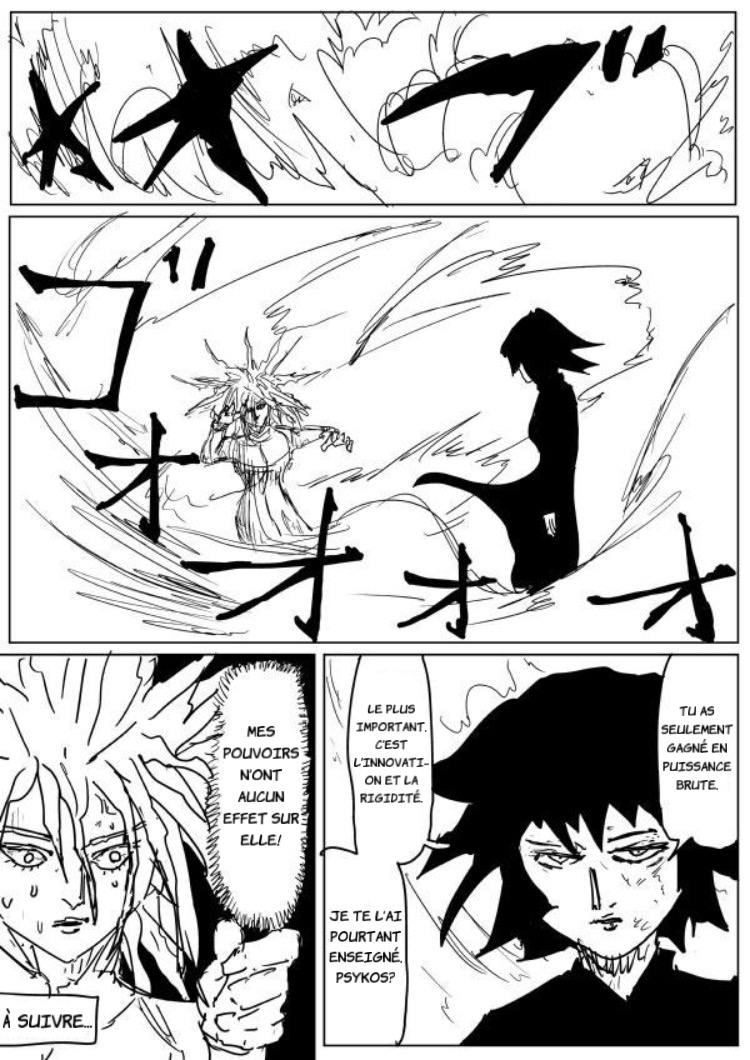 ブオオ
ゴオオオオ
TU AS
SEULEMENT
GAGNÉ EN
PUISSANCE
BRUTE.
LE PLUS
IMPORTANT.
C'EST
L'INNOVATI-
ON ET LA
RIGIDITÉ.
JE TE L'AI
POURTANT
ENSEIGNÉ.
PSYKOS?
MES
POUVOIRS
N'ONT
AUCUN
EFFET SUR
ELLE!
À SUIVRE...